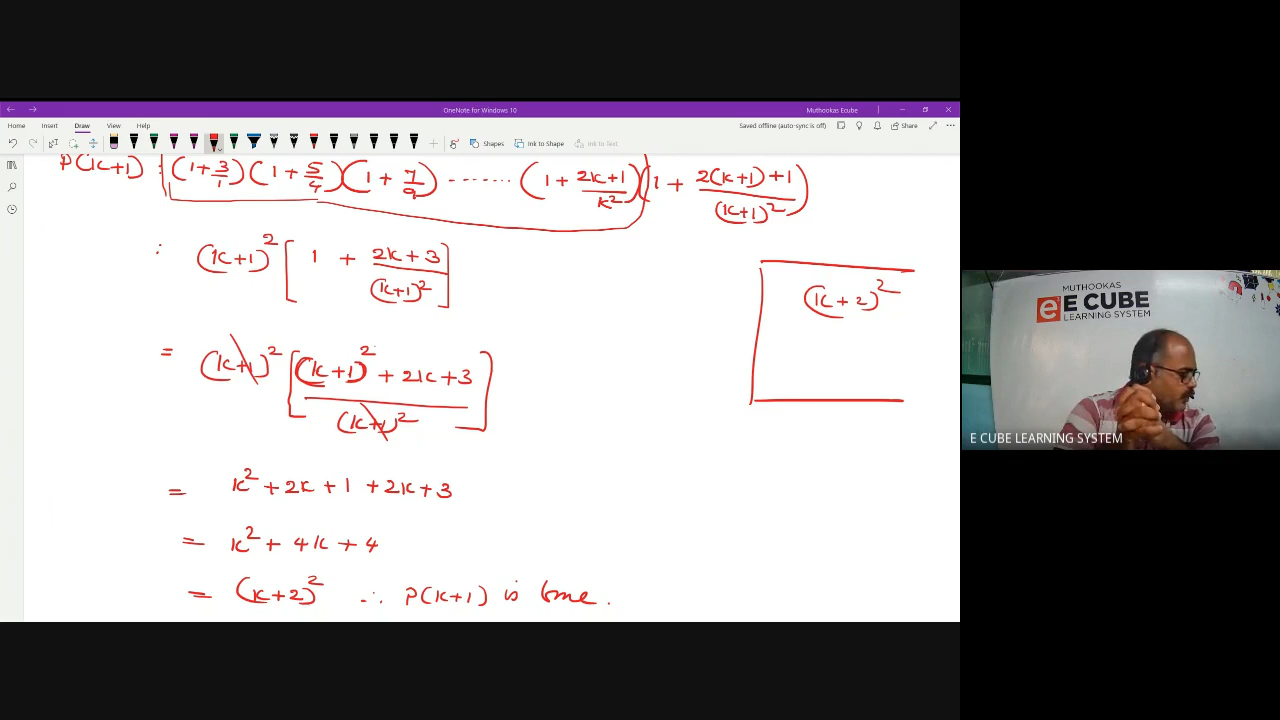 OneNote for Windows 10
Muthookas Ecube
Home Insert Draw View Help
Saved offline (auto-sync is off) Share
Shapes Ink to Shape Ink to Text
P(k+1) : (1 + 3/1)(1 + 5/4)(1 + 7/9) ------ (1 + 2k+1/k²)(1 + 2(k+1)+1/(k+1)²)
: (k+1)² [1 + 2k+3/(k+1)²]
(k+2)²
= (k+1)² [(k+1)² + 2k+3/(k+1)²]
= k² + 2k + 1 + 2k + 3
= k² + 4k + 4
= (k+2)² ∴ P(k+1) is true.
MUTHOOKAS
e E CUBE
LEARNING SYSTEM
E CUBE LEARNING SYSTEM